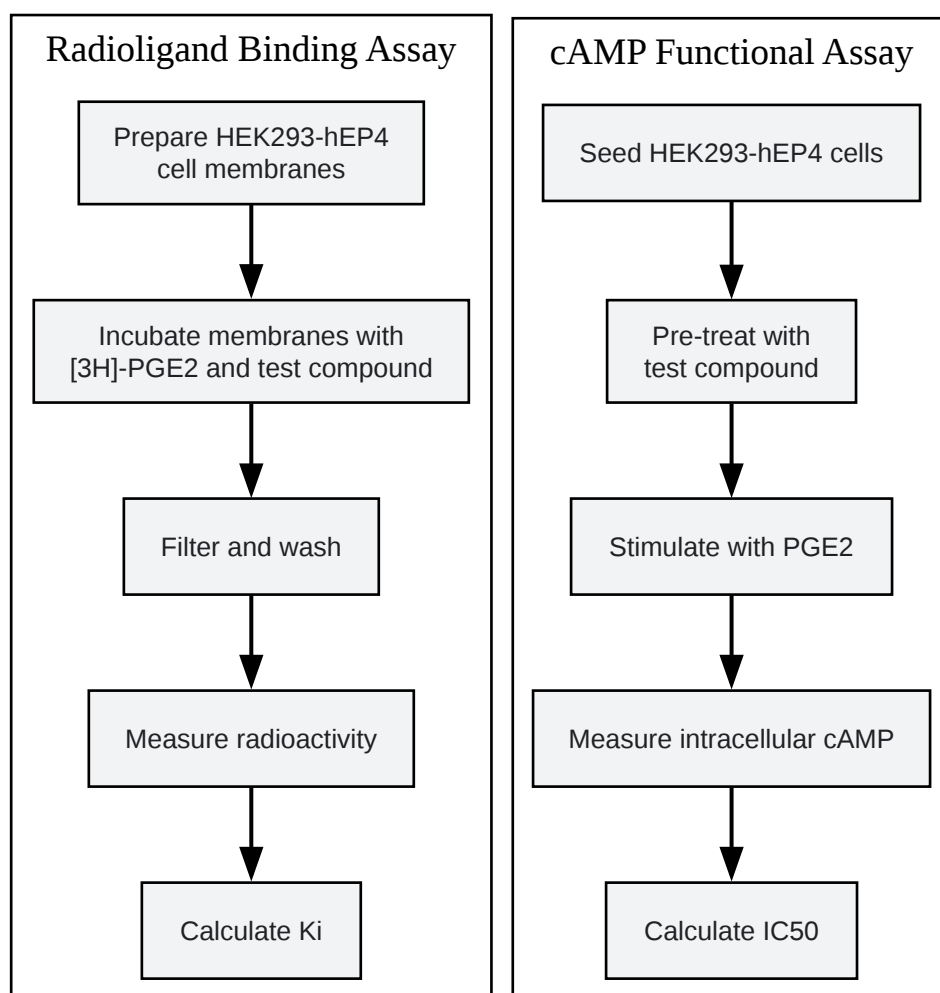 Radioligand Binding Assay
Prepare HEK293-hEP4
cell membranes
Incubate membranes with
[3H]-PGE2 and test compound
Filter and wash
Measure radioactivity
Calculate Ki
cAMP Functional Assay
Seed HEK293-hEP4 cells
Pre-treat with
test compound
Stimulate with PGE2
Measure intracellular cAMP
Calculate IC50